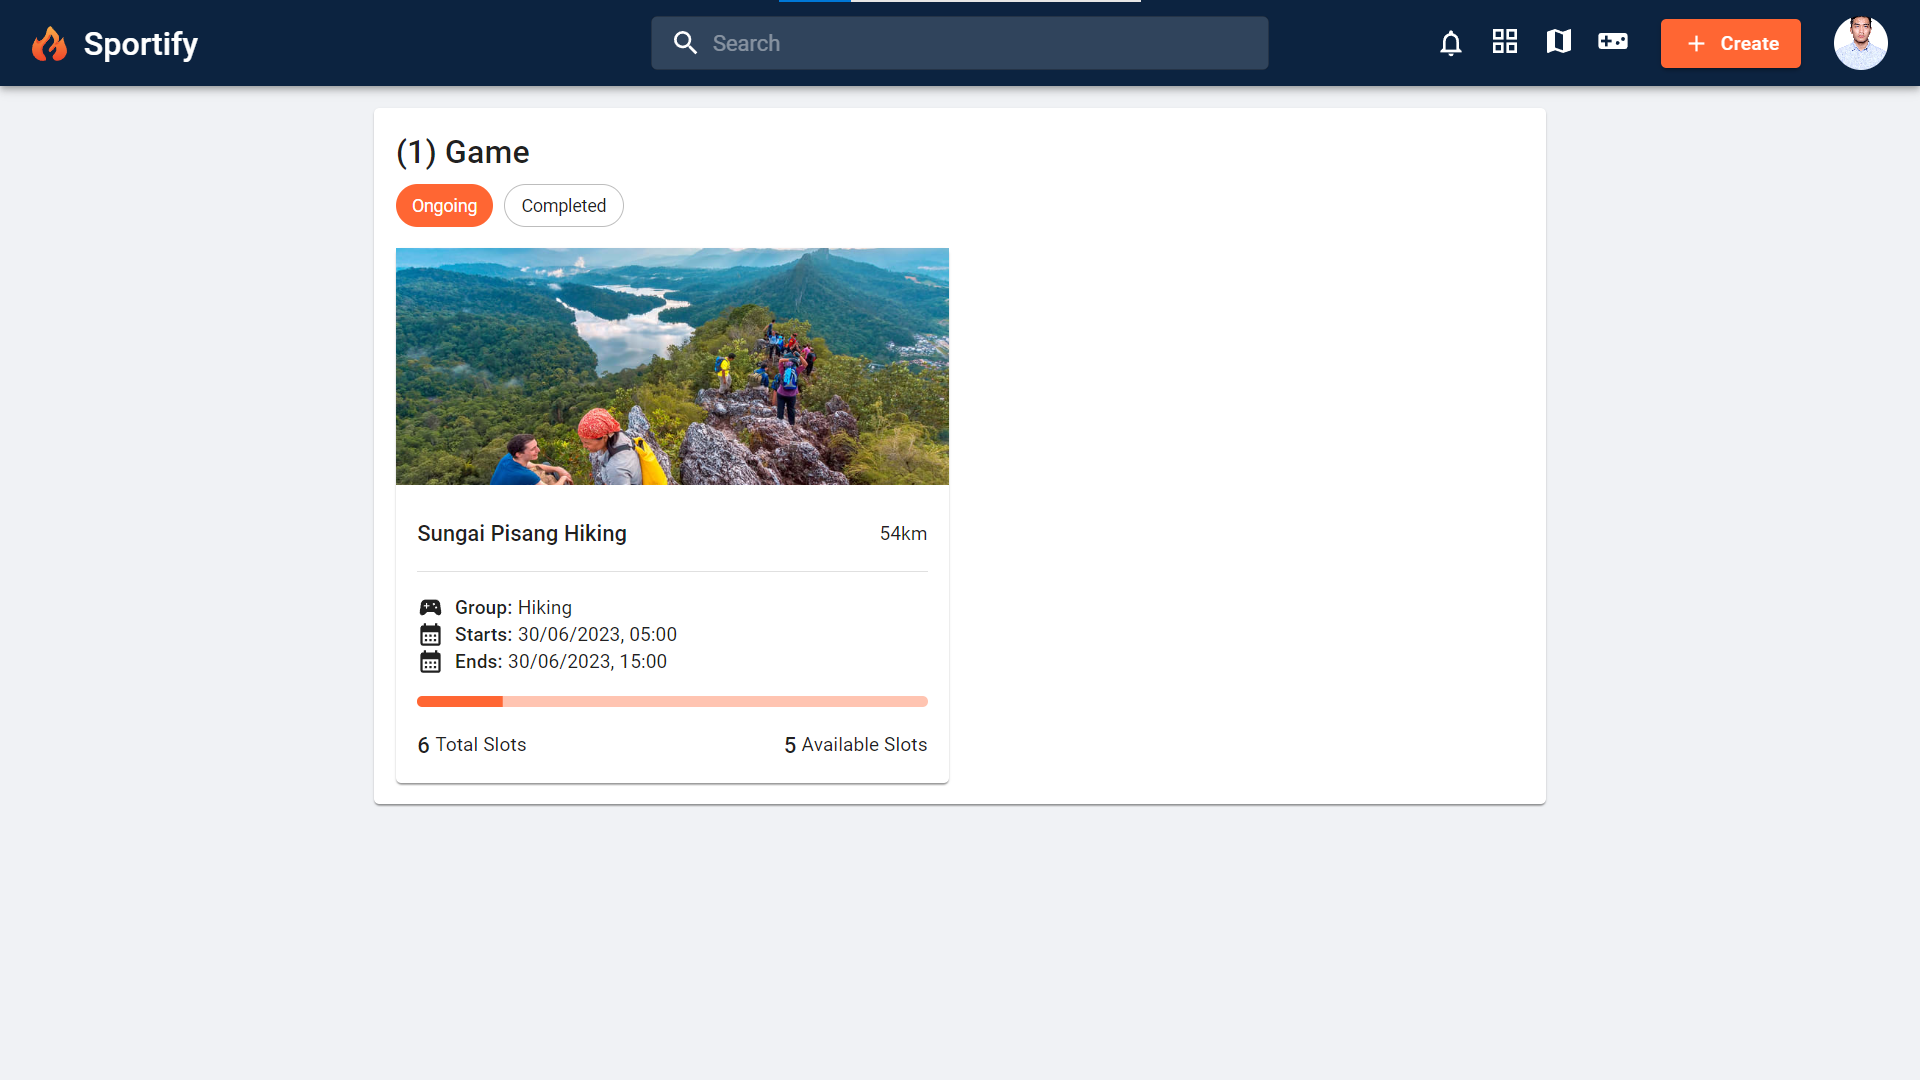 Sportify
Search
Create
(1) Game
Ongoing
Completed
Sungai Pisang Hiking
54km
Group: Hiking
Starts: 30/06/2023, 05:00
Ends: 30/06/2023, 15:00
6 Total Slots
5 Available Slots